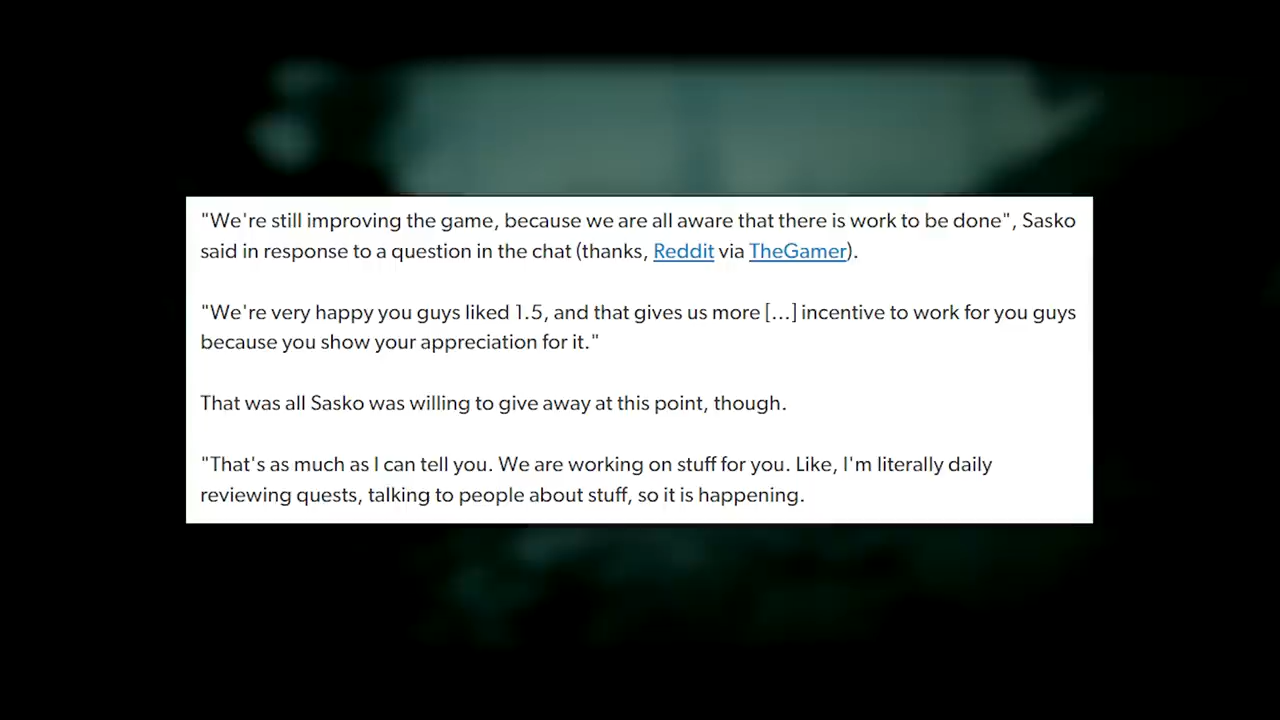 "We're still improving the game, because we are all aware that there is work to be done", Sasko
said in response to a question in the chat (thanks, Reddit via TheGamer).
"We're very happy you guys liked 1.5, and that gives us more [...] incentive to work for you guys
because you show your appreciation for it."
That was all Sasko was willing to give away at this point, though.
"That's as much as I can tell you. We are working on stuff for you. Like, I'm literally daily
reviewing quests, talking to people about stuff, so it is happening.